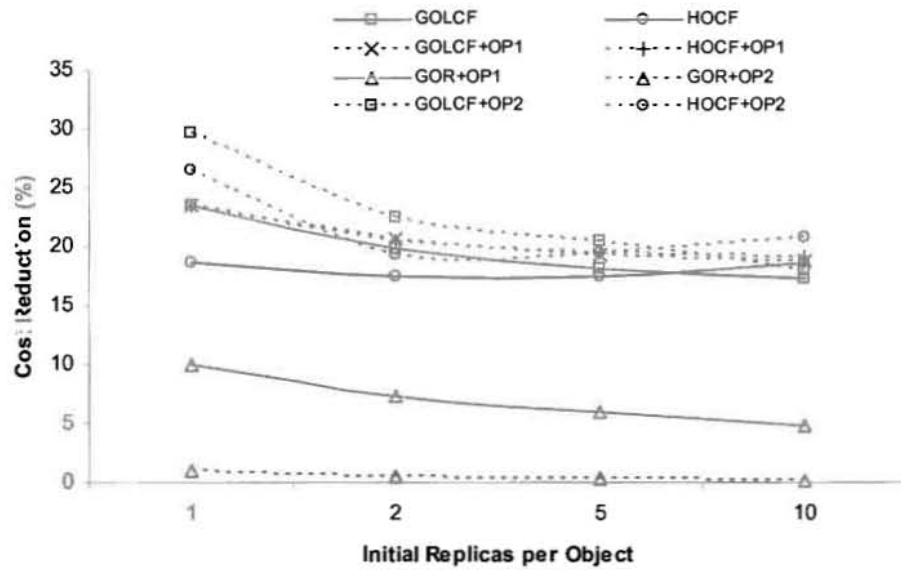 GOLCF HOCF
GOLCF+OP1 HOCF+OP1
GOR+OP1 GOR+OP2
GOLCF+OP2 HOCF+OP2
35
30
25
20
15
10
5
0
Cost Reduction (%)
1 2 5 10
Initial Replicas per Object